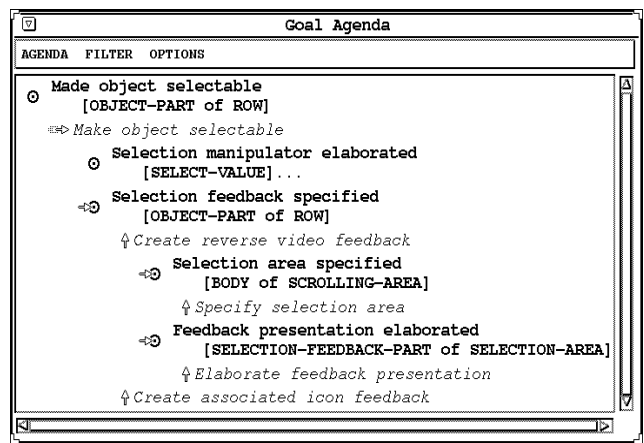 Goal Agenda
AGENDA FILTER OPTIONS
Made object selectable
[OBJECT-PART of ROW]
Make object selectable
Selection manipulator elaborated
[SELECT-VALUE]...
Selection feedback specified
[OBJECT-PART of ROW]
Create reverse video feedback
Selection area specified
[BODY of SCROLLING-AREA]
Specify selection area
Feedback presentation elaborated
[SELECTION-FEEDBACK-PART of SELECTION-AREA]
Elaborate feedback presentation
Create associated icon feedback